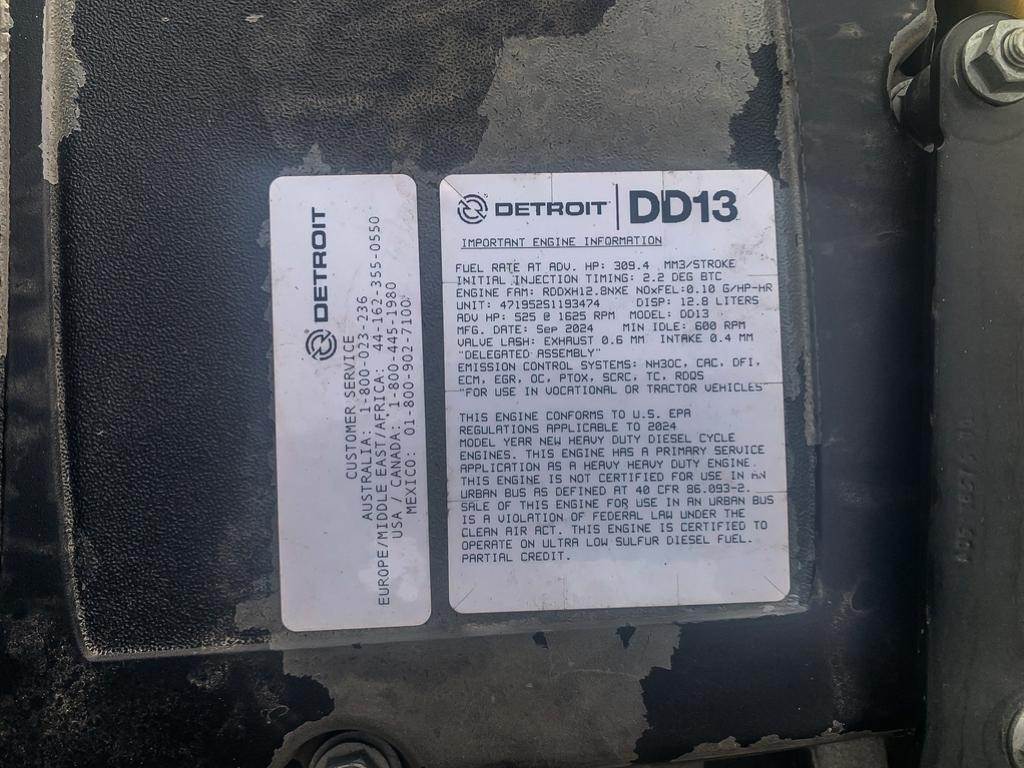 DETROIT
CUSTOMER SERVICE
AUSTRALIA: 1-800-023-236
EUROPE/MIDDLE EAST/AFRICA: 44-162-355-0550
USA / CANADA: 1-800-445-1980
MEXICO: 01-800-902-7100
DETROIT DD13
IMPORTANT ENGINE INFORMATION
FUEL RATE AT ADV. HP: 309.4 MM3/STROKE
INITIAL INJECTION TIMING: 2.2 DEG BTC
ENGINE FAM: RDDXH12.8NXE NOxFEL:0.10 G/HP-HR
UNIT: 471952S1193474 DISP: 12.8 LITERS
ADV HP: 525 @ 1625 RPM MODEL: DD13
MFG. DATE: Sep 2024 MIN IDLE: 600 RPM
VALVE LASH: EXHAUST 0.6 MM INTAKE 0.4 MM
"DELEGATED ASSEMBLY"
EMISSION CONTROL SYSTEMS: NH3OC, CAC, DFI,
ECM, EGR, OC, PTOX, SCRC, TC, RDQS
"FOR USE IN VOCATIONAL OR TRACTOR VEHICLES"
THIS ENGINE CONFORMS TO U.S. EPA
REGULATIONS APPLICABLE TO 2024
MODEL YEAR NEW HEAVY DUTY DIESEL CYCLE
ENGINES. THIS ENGINE HAS A PRIMARY SERVICE
APPLICATION AS A HEAVY HEAVY DUTY ENGINE.
THIS ENGINE IS NOT CERTIFIED FOR USE IN AN
URBAN BUS AS DEFINED AT 40 CFR 86.093-2.
SALE OF THIS ENGINE FOR USE IN AN URBAN BUS
IS A VIOLATION OF FEDERAL LAW UNDER THE
CLEAN AIR ACT. THIS ENGINE IS CERTIFIED TO
OPERATE ON ULTRA LOW SULFUR DIESEL FUEL.
PARTIAL CREDIT.